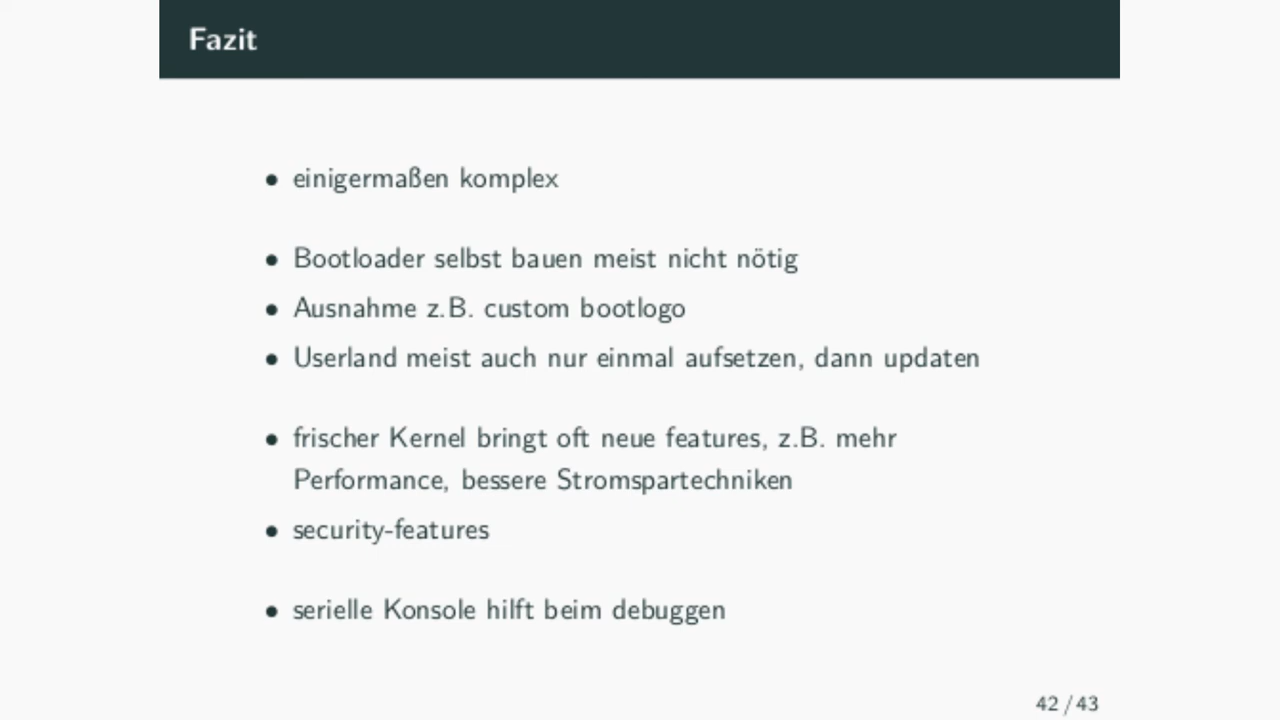 Fazit
• einigermaßen komplex
• Bootloader selbst bauen meist nicht nötig
• Ausnahme z.B. custom bootlogo
• Userland meist auch nur einmal aufsetzen, dann updaten
• frischer Kernel bringt oft neue features, z.B. mehr
Performance, bessere Stromspartechniken
• security-features
• serielle Konsole hilft beim debuggen
42 / 43